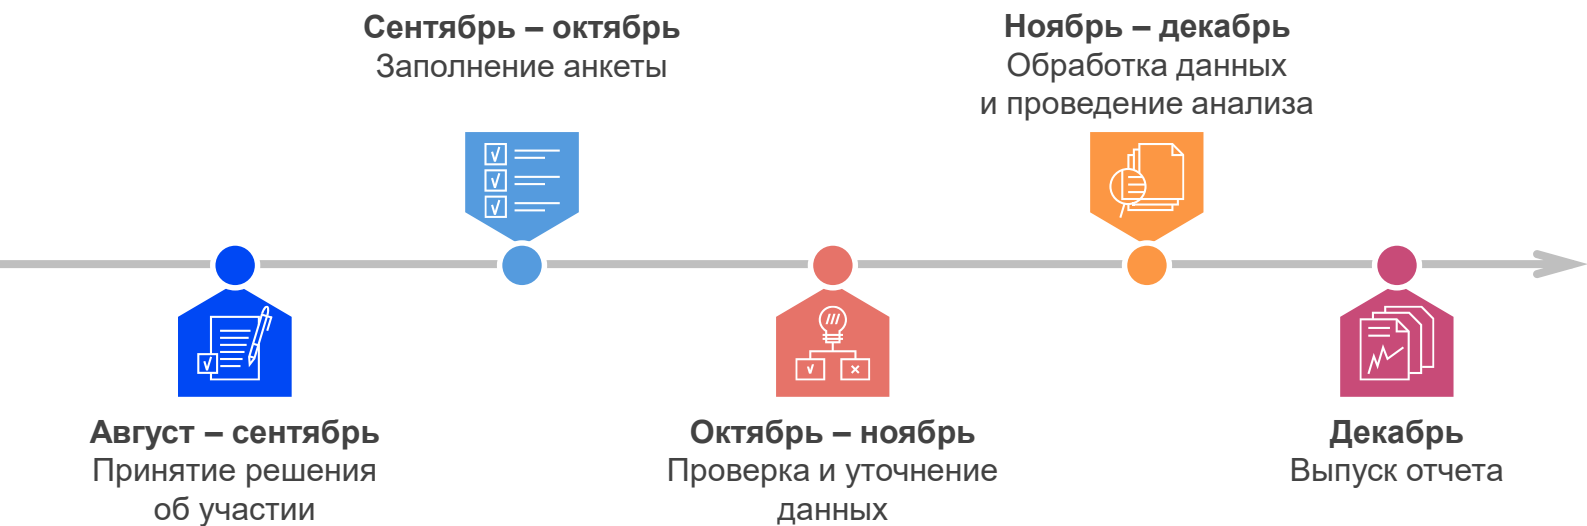 Сентябрь – октябрь
Заполнение анкеты
Ноябрь – декабрь
Обработка данных
и проведение анализа
Август – сентябрь
Принятие решения
об участии
Октябрь – ноябрь
Проверка и уточнение
данных
Декабрь
Выпуск отчета